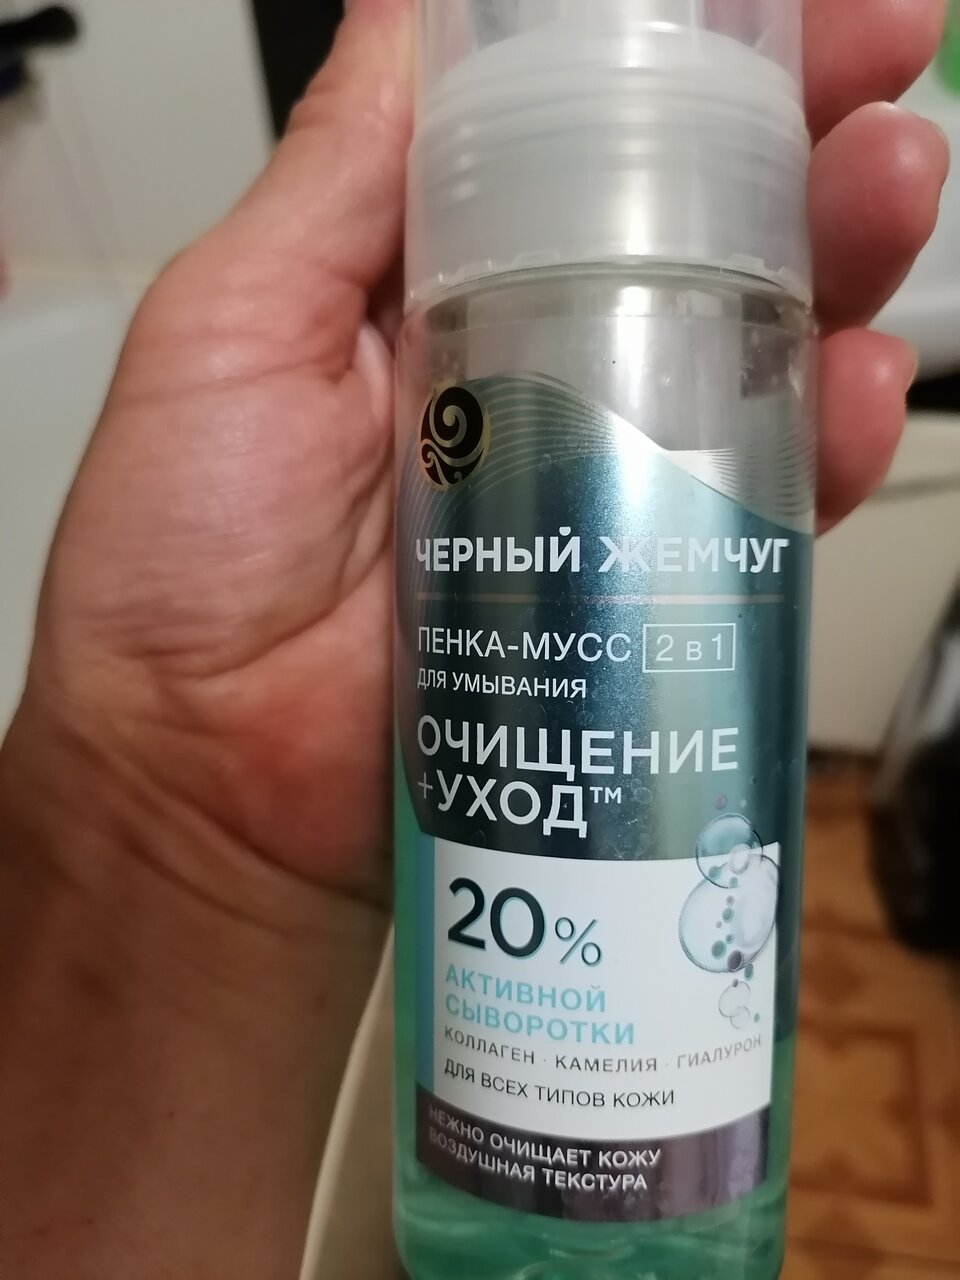 ЧЕРНЫЙ ЖЕМЧУГ
ПЕНКА-МУСС 2 в 1
ДЛЯ УМЫВАНИЯ
ОЧИЩЕНИЕ
+УХОД™
20%
АКТИВНОЙ
СЫВОРОТКИ
КОЛЛАГЕН · КАМЕЛИЯ · ГИАЛУРОН
ДЛЯ ВСЕХ ТИПОВ КОЖИ
НЕЖНО ОЧИЩАЕТ КОЖУ
ВОЗДУШНАЯ ТЕКСТУРА